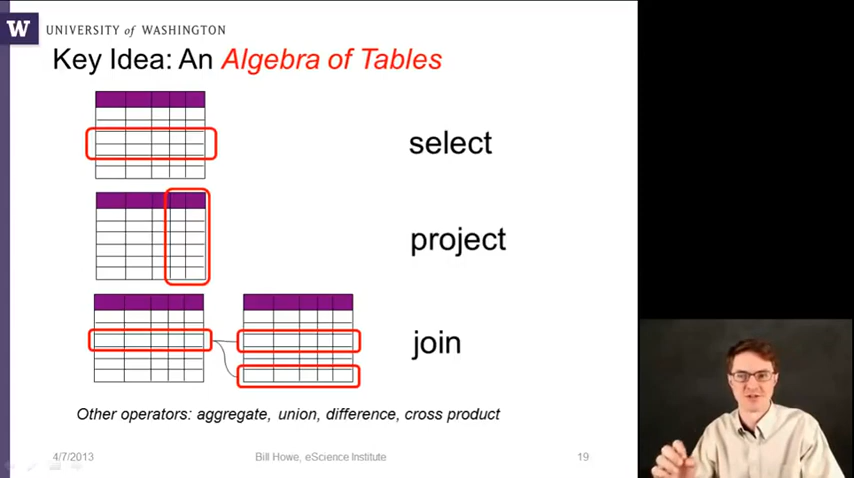 W UNIVERSITY of WASHINGTON
Key Idea: An Algebra of Tables
select
project
join
Other operators: aggregate, union, difference, cross product
4/7/2013 Bill Howe, eScience Institute 19